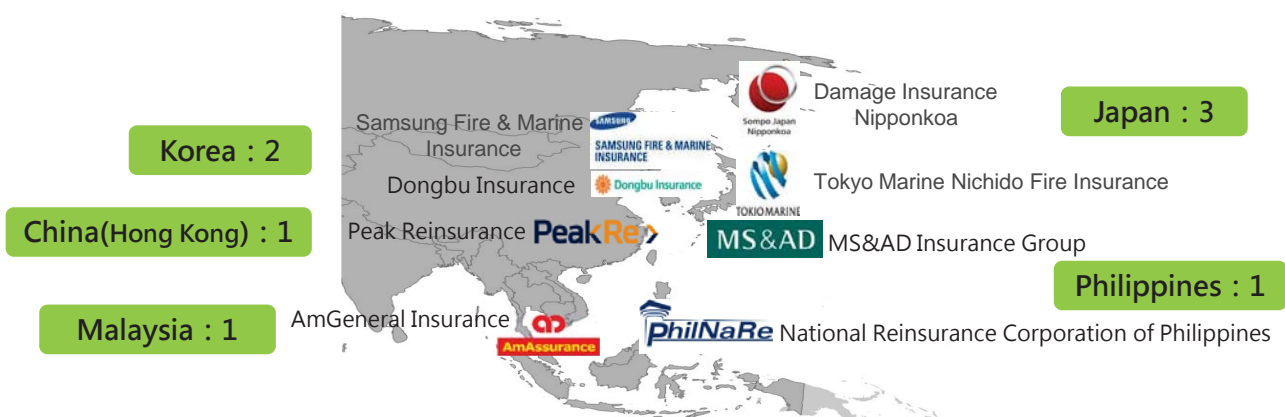 Damage Insurance
Nipponkoa
Sompo Japan
Nipponkoa
Japan : 3
Samsung Fire & Marine
Insurance
SAMSUNG
SAMSUNG FIRE & MARINE
INSURANCE
Korea : 2
Dongbu Insurance
Dongbu Insurance
Tokyo Marine Nichido Fire Insurance
TOKIO MARINE
China(Hong Kong) : 1
Peak Reinsurance
PeakRe
MS&AD
MS&AD Insurance Group
Philippines : 1
Malaysia : 1
AmGeneral Insurance
AmAssurance
PhilNaRe
National Reinsurance Corporation of Philippines